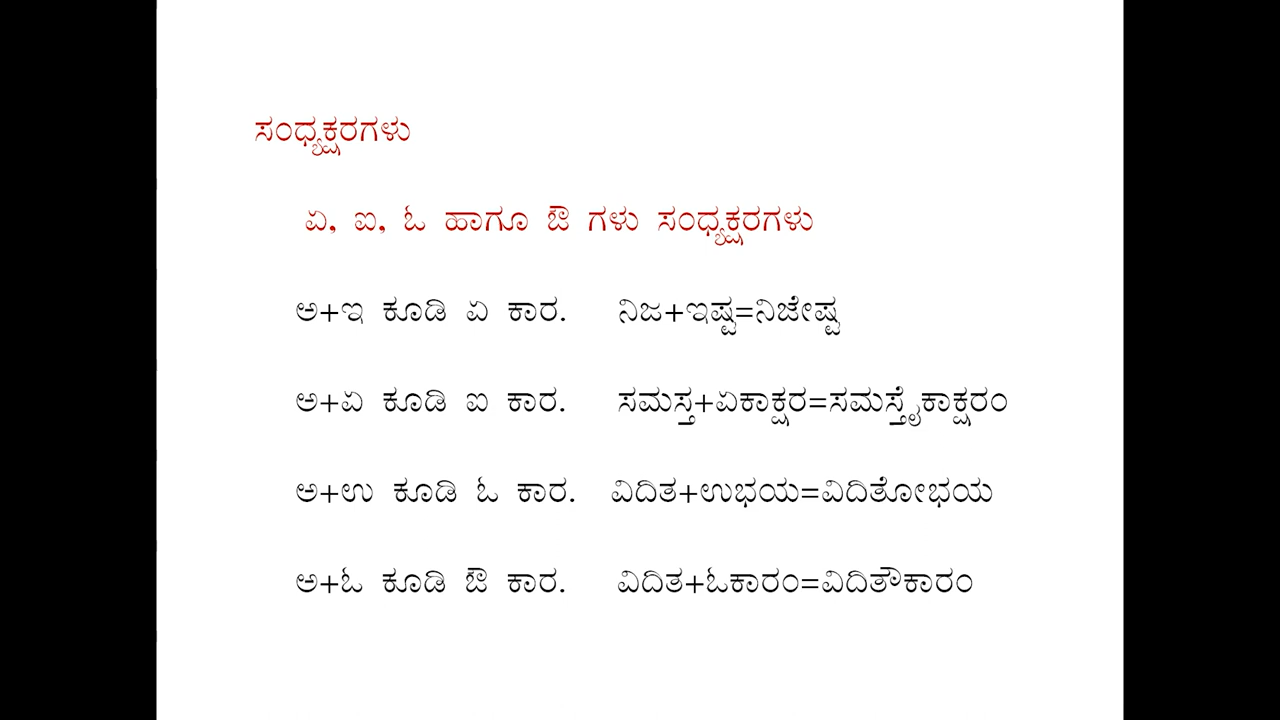 ಸಂಧ್ಯಕ್ಷರಗಳು
ಏ, ಐ, ಓ ಹಾಗೂ ಔ ಗಳು ಸಂಧ್ಯಕ್ಷರಗಳು
ಅ+ಇ ಕೂಡಿ ಏ ಕಾರ. ನಿಜ+ಇಷ್ಟ=ನಿಜೇಷ್ಟ
ಅ+ಏ ಕೂಡಿ ಐ ಕಾರ. ಸಮಸ್ತ+ಏಕಾಕ್ಷರ=ಸಮಸ್ತೈಕಾಕ್ಷರಂ
ಅ+ಉ ಕೂಡಿ ಓ ಕಾರ. ವಿದಿತ+ಉಭಯ=ವಿದಿತೋಭಯ
ಅ+ಓ ಕೂಡಿ ಔ ಕಾರ. ವಿದಿತ+ಓಕಾರಂ=ವಿದಿತೌಕಾರಂ